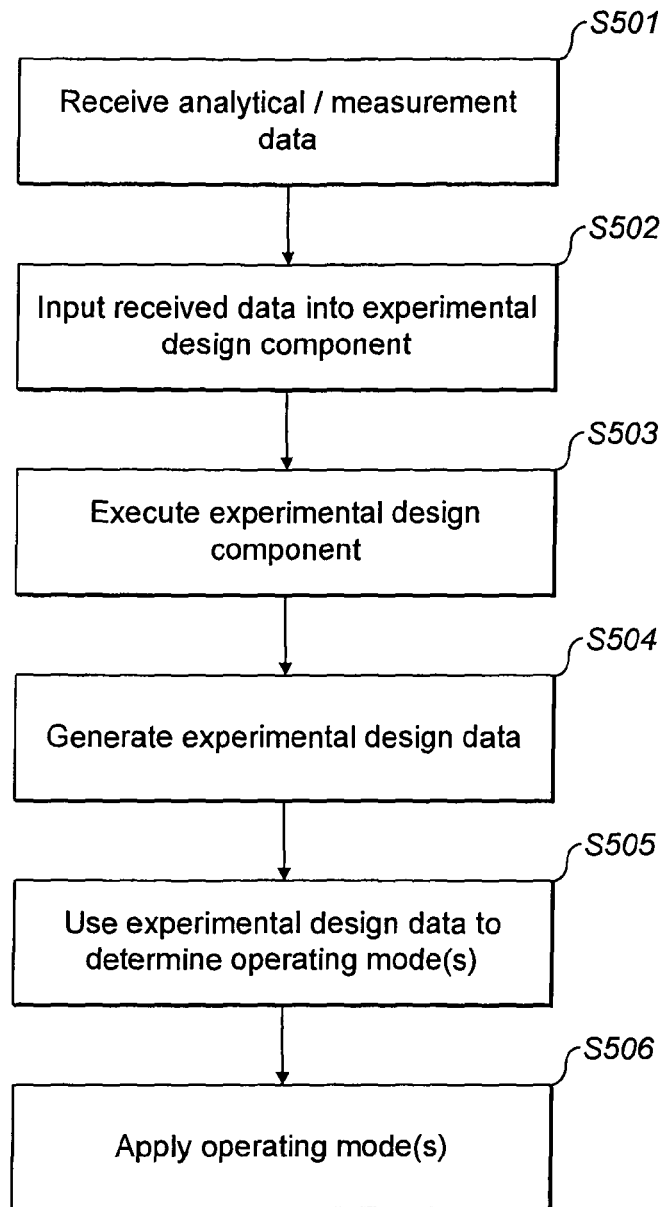 S501
Receive analytical / measurement
data
S502
Input received data into experimental
design component
S503
Execute experimental design
component
S504
Generate experimental design data
S505
Use experimental design data to
determine operating mode(s)
S506
Apply operating mode(s)